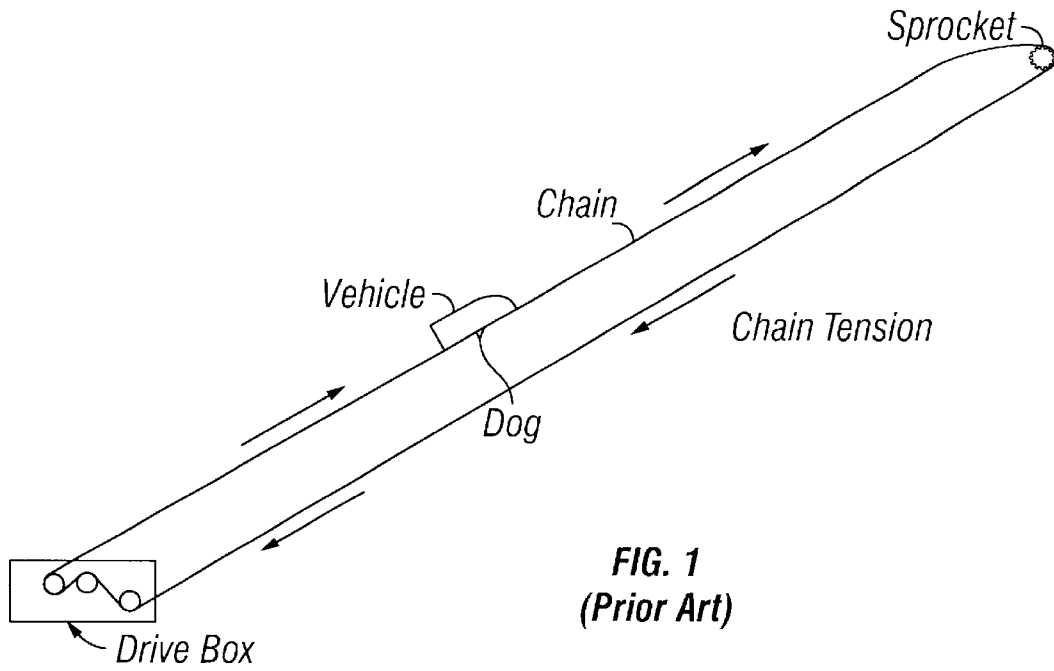 Sprocket
Chain
Vehicle
Chain Tension
Dog
FIG. 1
(Prior Art)
Drive Box